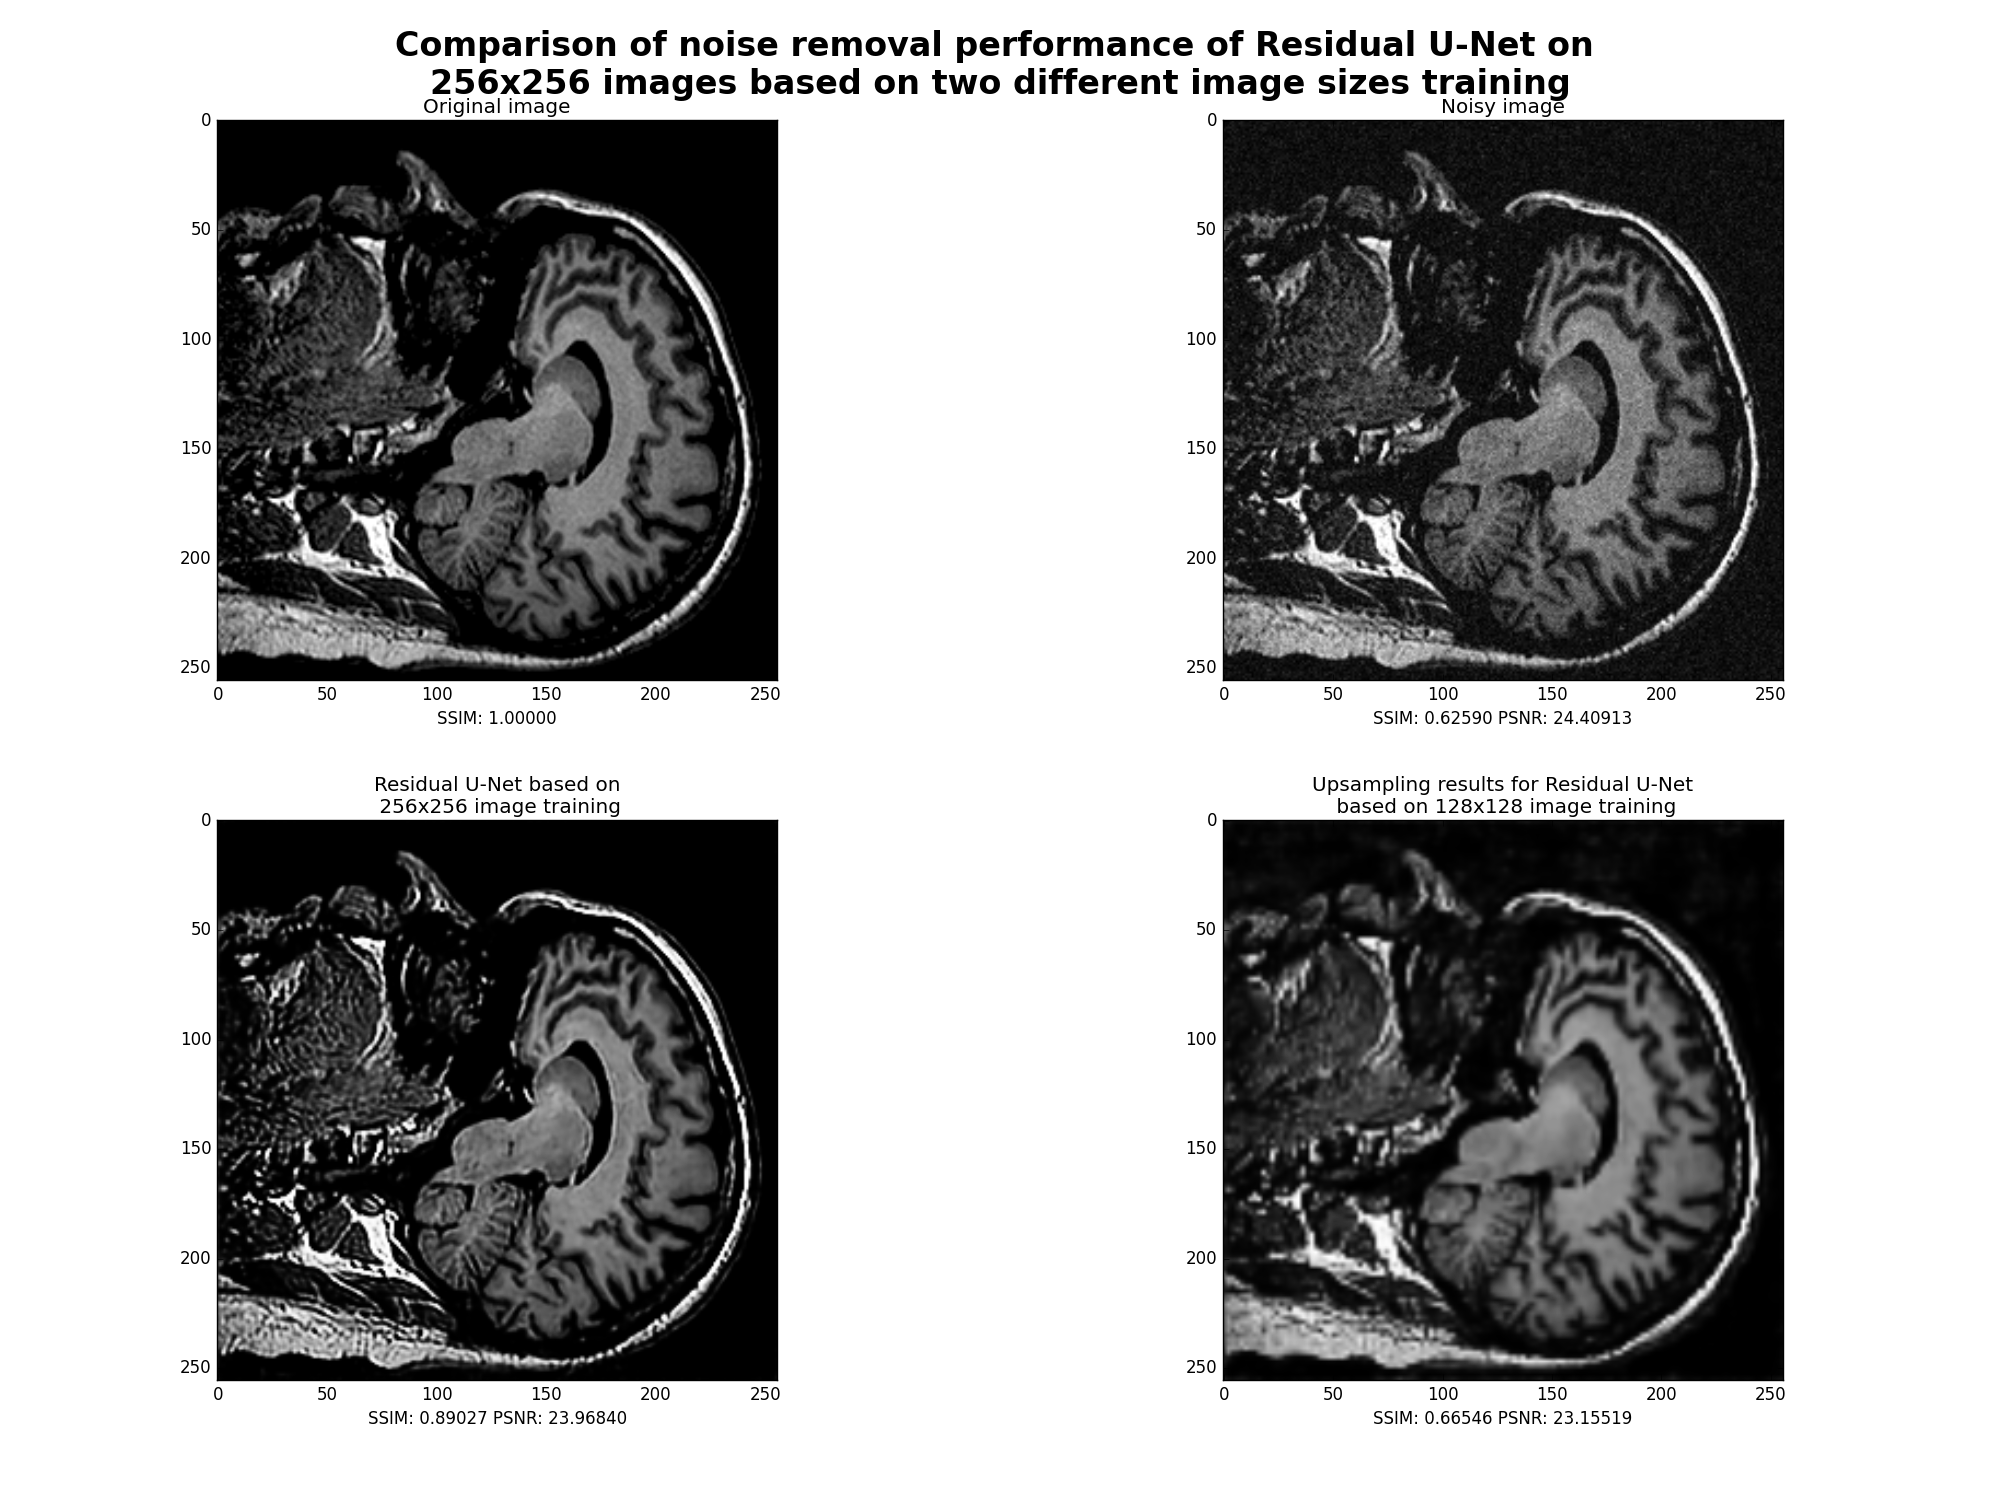 Comparison of noise removal performance of Residual U-Net on
256x256 images based on two different image sizes training
Original image
0
50
100
150
200
250
0 50 100 150 200 250
SSIM: 1.00000
Noisy image
0
50
100
150
200
250
0 50 100 150 200 250
SSIM: 0.62590 PSNR: 24.40913
Residual U-Net based on
256x256 image training
0
50
100
150
200
250
0 50 100 150 200 250
SSIM: 0.89027 PSNR: 23.96840
Upsampling results for Residual U-Net
based on 128x128 image training
0
50
100
150
200
250
0 50 100 150 200 250
SSIM: 0.66546 PSNR: 23.15519